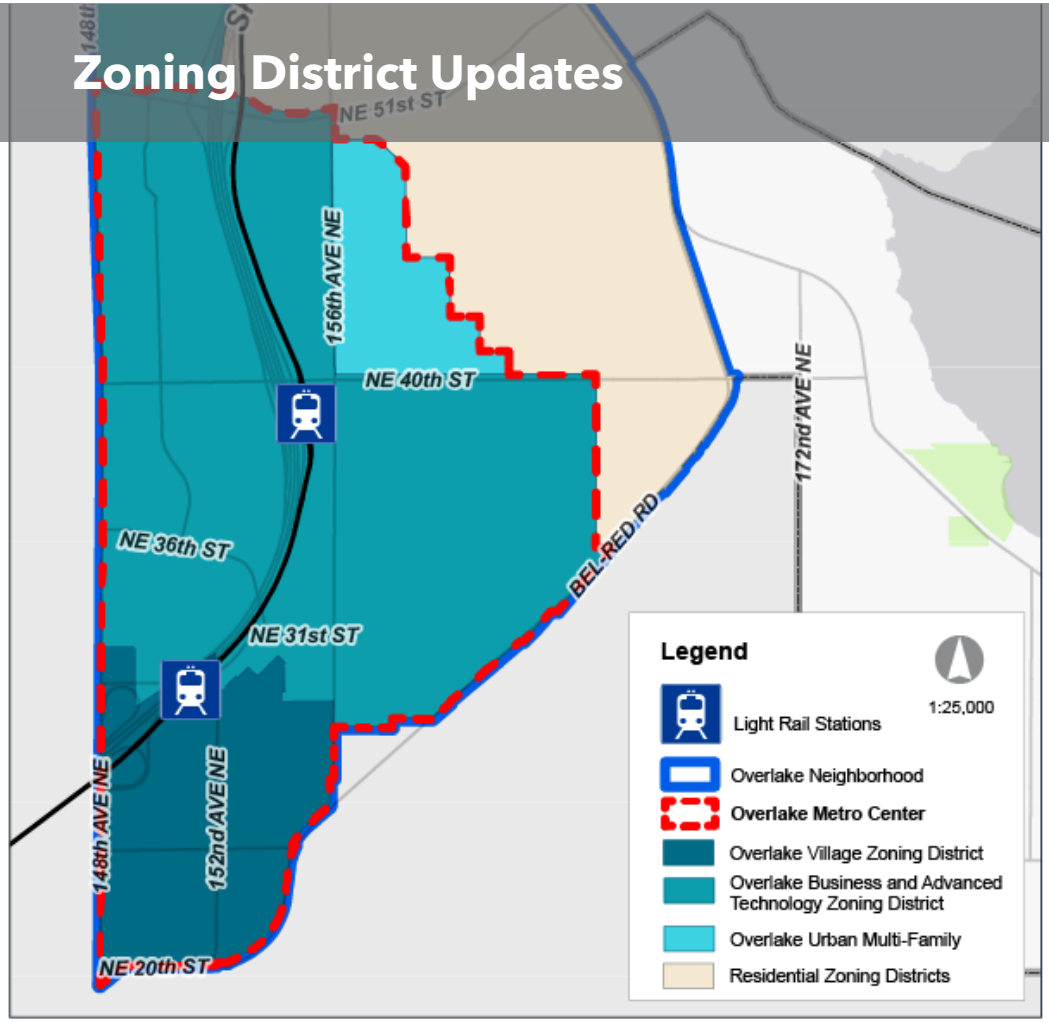 148th
Zoning District Updates
NE 51st ST
156th AVE NE
NE 40th ST
172nd AVE NE
NE 36th ST
BEL-RED RD
NE 31st ST
148th AVE NE
152nd AVE NE
NE 20th ST
Legend
1:25,000
Light Rail Stations
Overlake Neighborhood
Overlake Metro Center
Overlake Village Zoning District
Overlake Business and Advanced
Technology Zoning District
Overlake Urban Multi-Family
Residential Zoning Districts